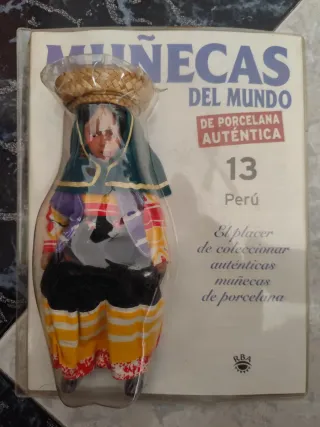 MUÑECAS
DEL MUNDO
DE PORCELANA
AUTÉNTICA
13
Perú
El placer
de coleccionar
auténticas
muñecas
de porcelana
RBA